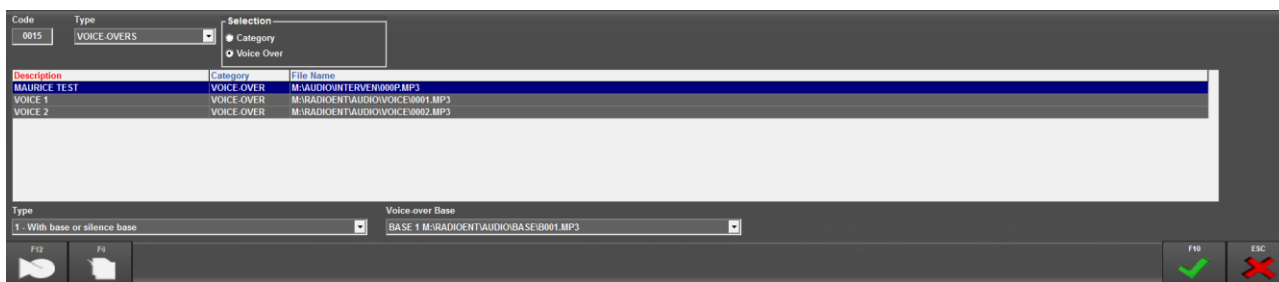 Code Type Selection
0015 VOICE-OVERS Category
Voice Over
Description Category File Name
MAURICE TEST VOICE-OVER M:\AUDIO\INTERVEN\000P.MP3
VOICE 1 VOICE-OVER M:\RADIOENT\AUDIO\VOICE\0001.MP3
VOICE 2 VOICE-OVER M:\RADIOENT\AUDIO\VOICE\0002.MP3
Type Voice-over Base
1 - With base or silence base BASE 1 M:\RADIOENT\AUDIO\BASE\B001.MP3
F12 F4 F10 ESC